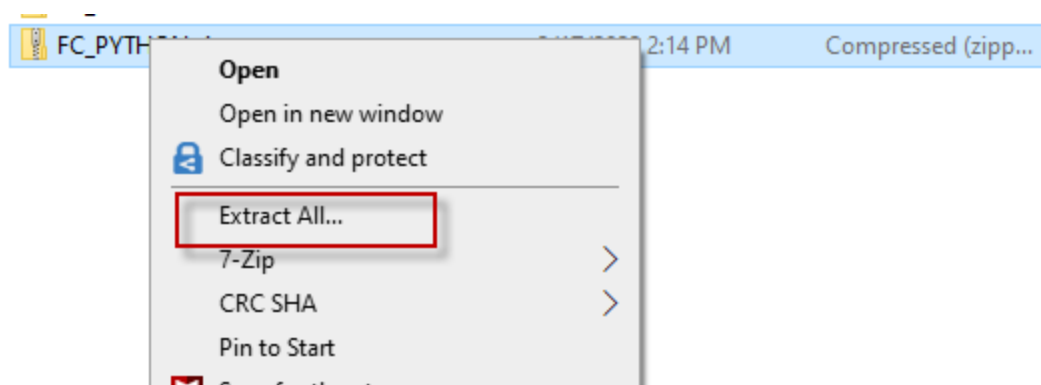 FC_PYTH 2:14 PM Compressed (zipp...
Open
Open in new window
Classify and protect
Extract All...
7-Zip
CRC SHA
Pin to Start